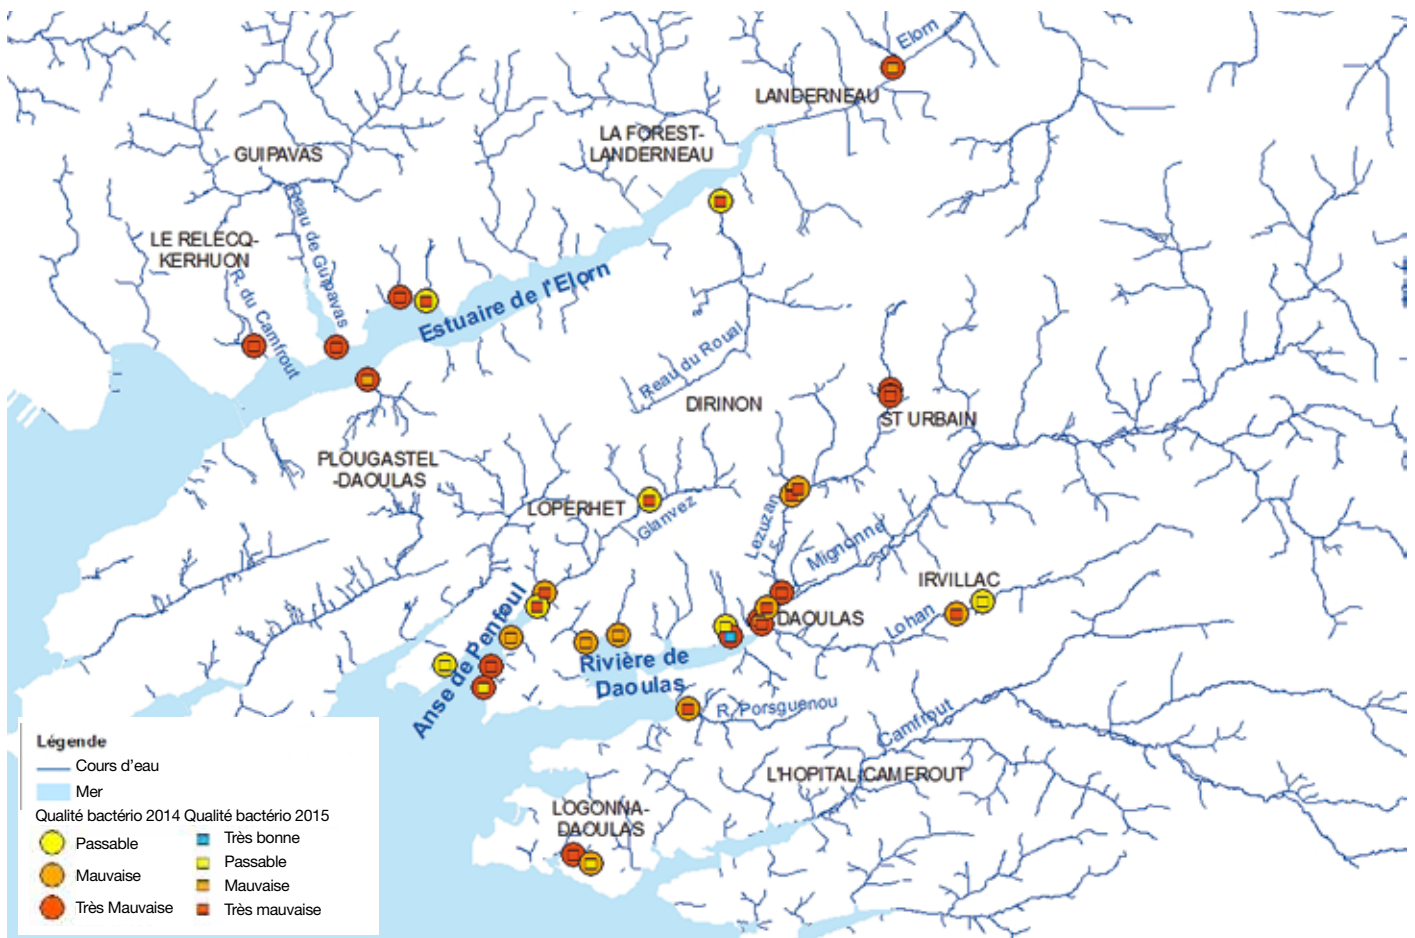 Elorn
LANDERNEAU
LA FOREST-
LANDERNEAU
GUIPAVAS
Reau de Guipavas
LE RELECQ-
KERHUON
R. du Camfrout
Estuaire de l'Elorn
Reau du Roual
DIRINON
ST URBAIN
PLOUGASTEL
-DAOULAS
LOPERHET
Glanvez
Lezuzan
Mignonne
IRVILLAC
Lohan
DAOULAS
Anse de Penfoul
Rivière de
Daoulas
R. Porsguenou
Camfrout
L'HOPITAL CAMFROUT
LOGONNA-
DAOULAS
Légende
Cours d'eau
Mer
Qualité bactério 2014 Qualité bactério 2015
Passable
Mauvaise
Très Mauvaise
Très bonne
Passable
Mauvaise
Très mauvaise